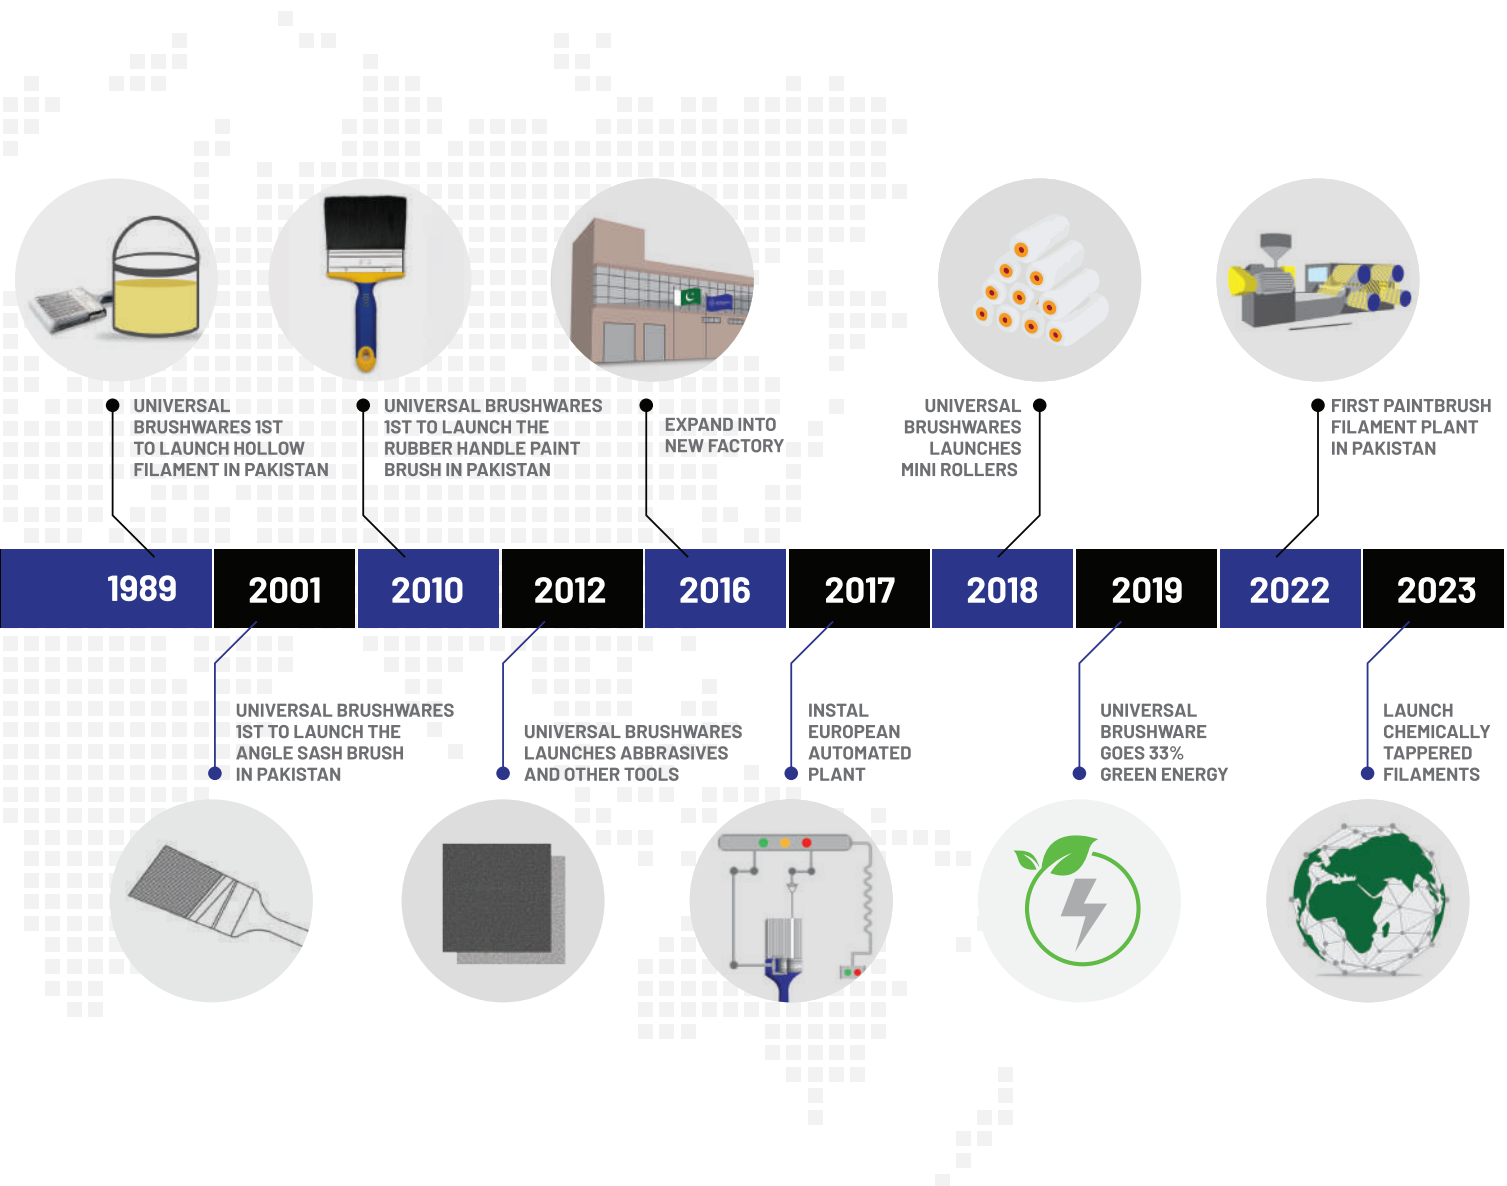 UNIVERSAL
BRUSHWARES 1ST
TO LAUNCH HOLLOW
FILAMENT IN PAKISTAN
UNIVERSAL BRUSHWARES
1ST TO LAUNCH THE
RUBBER HANDLE PAINT
BRUSH IN PAKISTAN
EXPAND INTO
NEW FACTORY
UNIVERSAL
BRUSHWARES
LAUNCHES
MINI ROLLERS
FIRST PAINTBRUSH
FILAMENT PLANT
IN PAKISTAN
1989
2001
2010
2012
2016
2017
2018
2019
2022
2023
UNIVERSAL BRUSHWARES
1ST TO LAUNCH THE
ANGLE SASH BRUSH
IN PAKISTAN
UNIVERSAL BRUSHWARES
LAUNCHES ABBRASIVES
AND OTHER TOOLS
INSTAL
EUROPEAN
AUTOMATED
PLANT
UNIVERSAL
BRUSHWARE
GOES 33%
GREEN ENERGY
LAUNCH
CHEMICALLY
TAPPERED
FILAMENTS